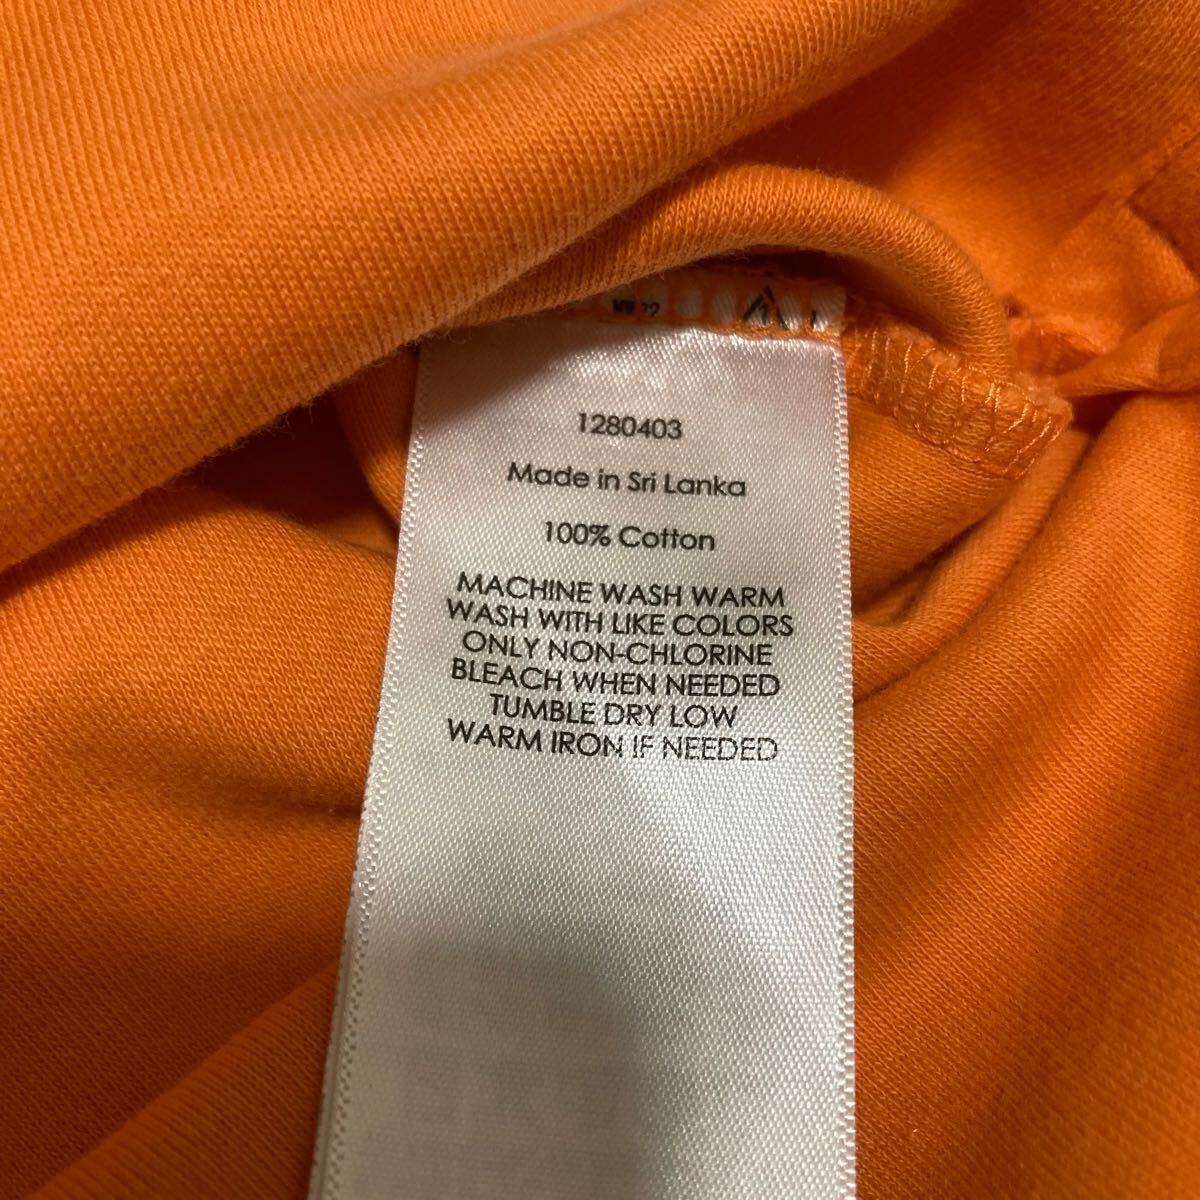 1280403
Made in Sri Lanka
100% Cotton
MACHINE WASH WARM
WASH WITH LIKE COLORS
ONLY NON-CHLORINE
BLEACH WHEN NEEDED
TUMBLE DRY LOW
WARM IRON IF NEEDED